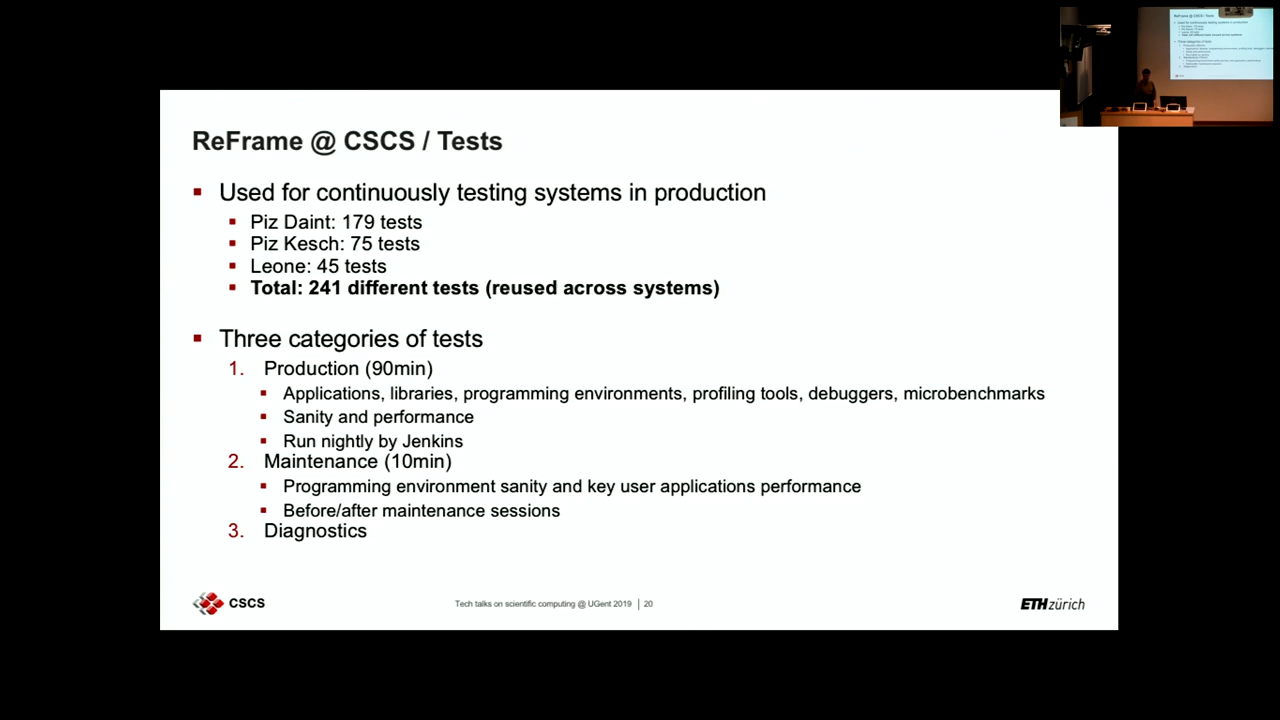 ReFrame @ CSCS / Tests
Used for continuously testing systems in production
Piz Daint: 179 tests
Piz Kesch: 75 tests
Leone: 45 tests
Total: 241 different tests (reused across systems)
Three categories of tests
1. Production (90min)
Applications, libraries, programming environments, profiling tools, debuggers, microbenchmarks
Sanity and performance
Run nightly by Jenkins
2. Maintenance (10min)
Programming environment sanity and key user applications performance
Before/after maintenance sessions
3. Diagnostics
CSCS
Tech talks on scientific computing @ UGent 2019 | 20
ETH zürich